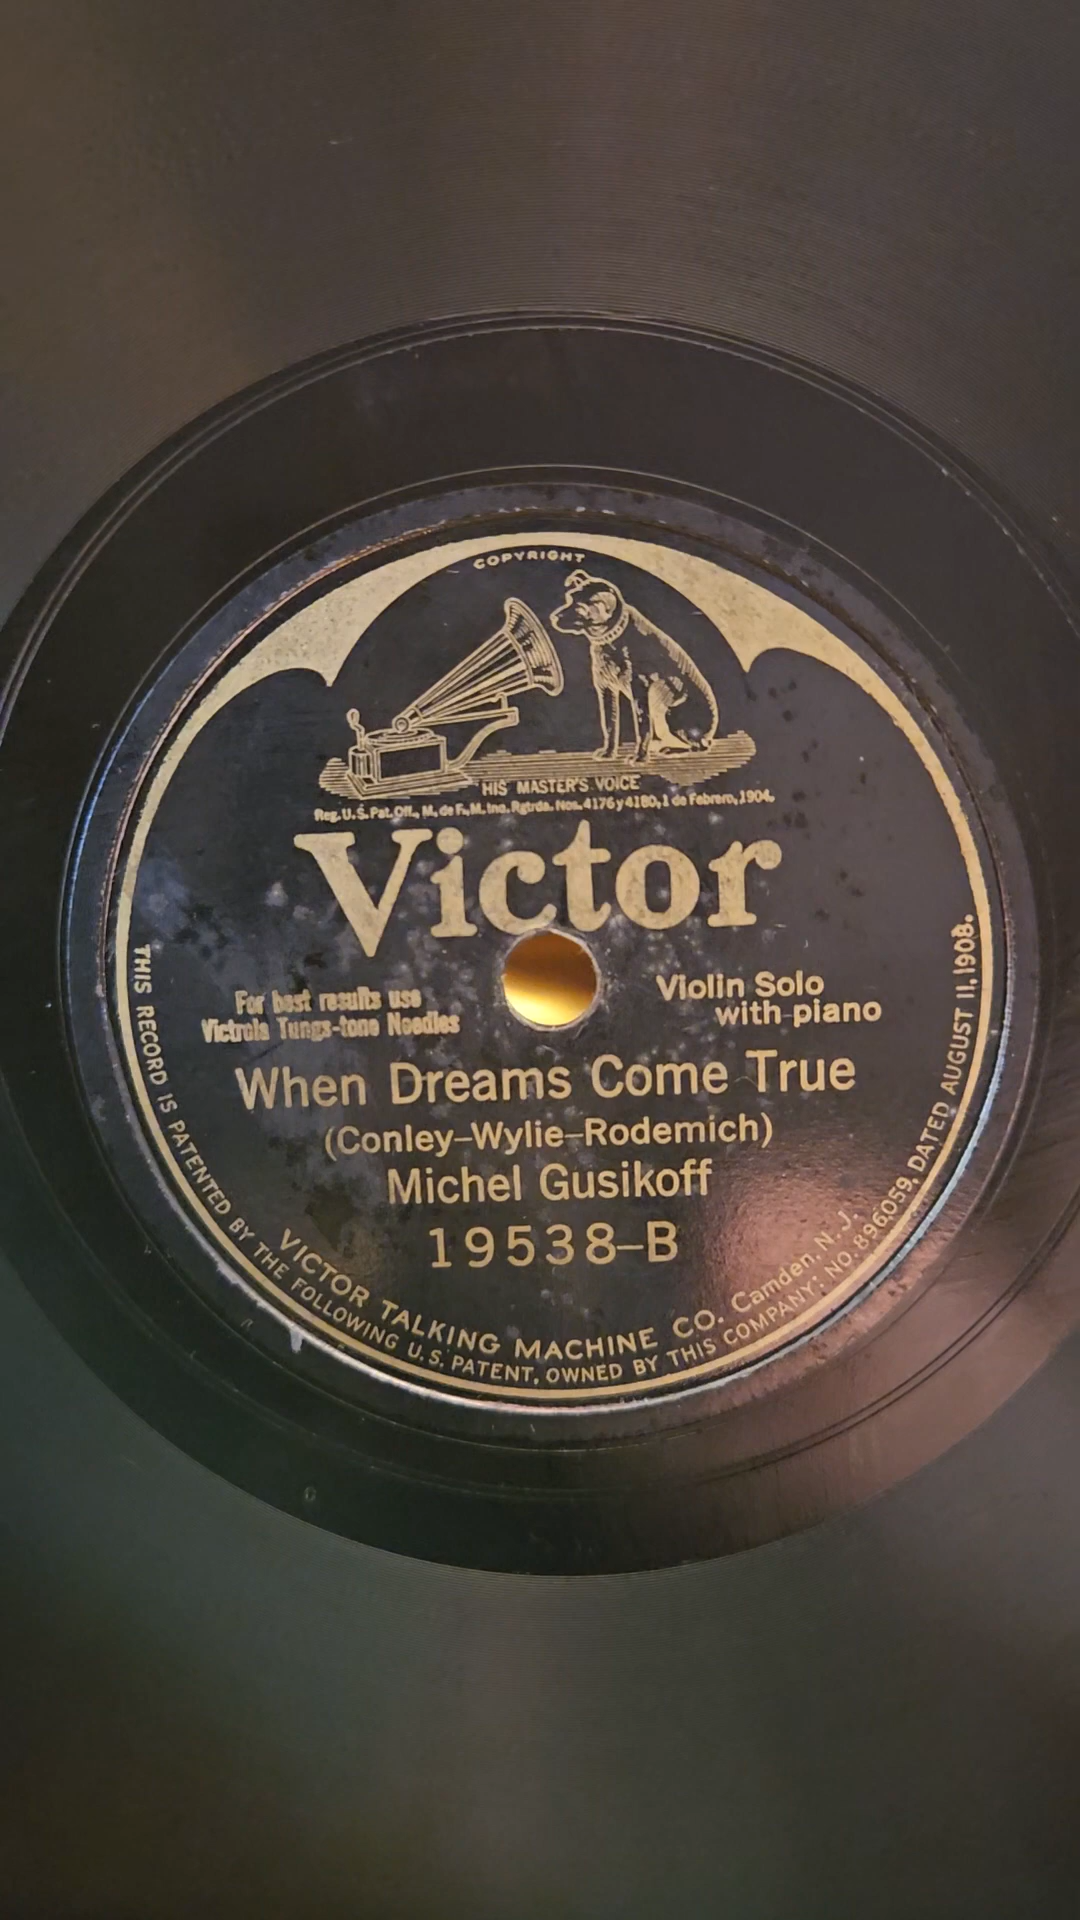 COPYRIGHT
HIS MASTER'S VOICE
Reg. U.S. Pat. Off., M. de F., M. Ind. Rgtrda. Nos. 4176 y 4180, 1 de Febrero, 1904.
Victor
For best results use
Victrola Tungs-tone Needles
Violin Solo
with piano
When Dreams Come True
(Conley–Wylie–Rodemich)
Michel Gusikoff
19538–B
VICTOR TALKING MACHINE CO. Camden. N. J.
THIS RECORD IS PATENTED BY THE FOLLOWING U.S. PATENT, OWNED BY THIS COMPANY: NO. 896,059, DATED AUGUST 11, 1908.